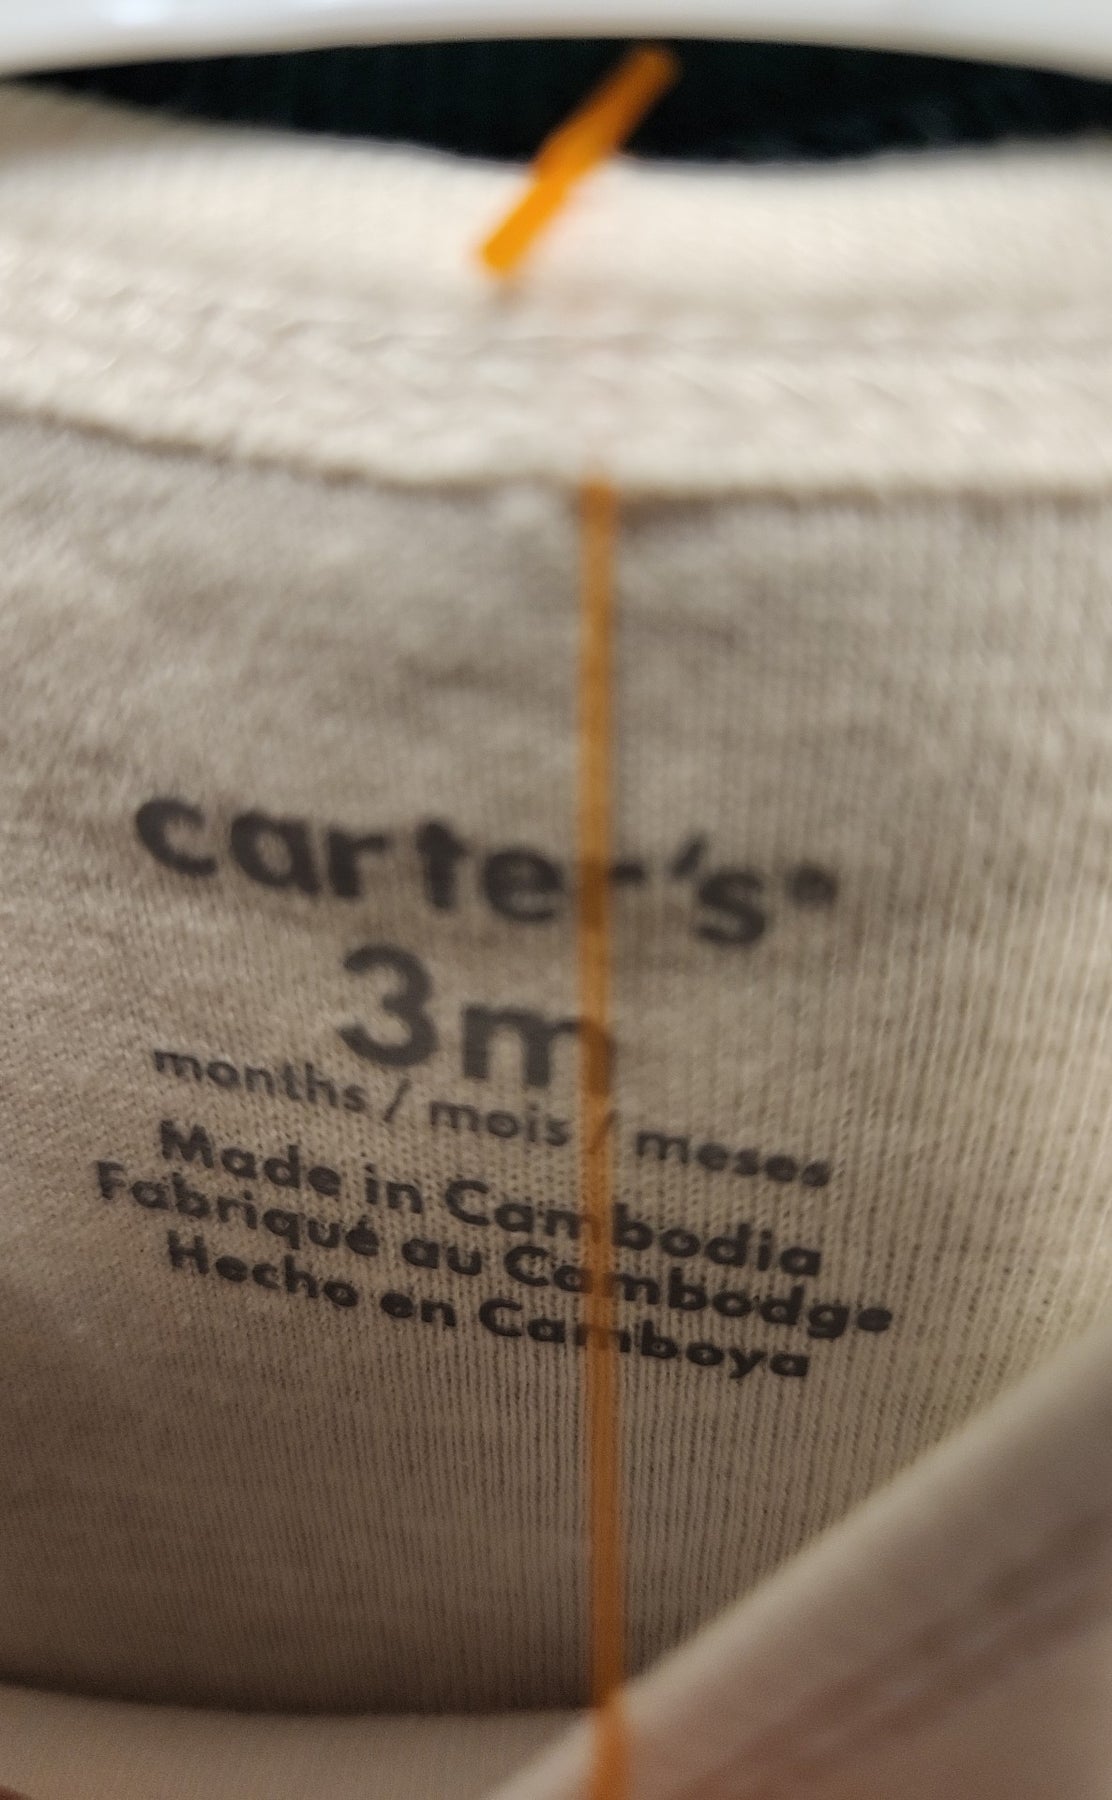 carter's®
3m
months / mois / meses
Made in Cambodia
Fabriqué au Cambodge
Hecho en Camboya